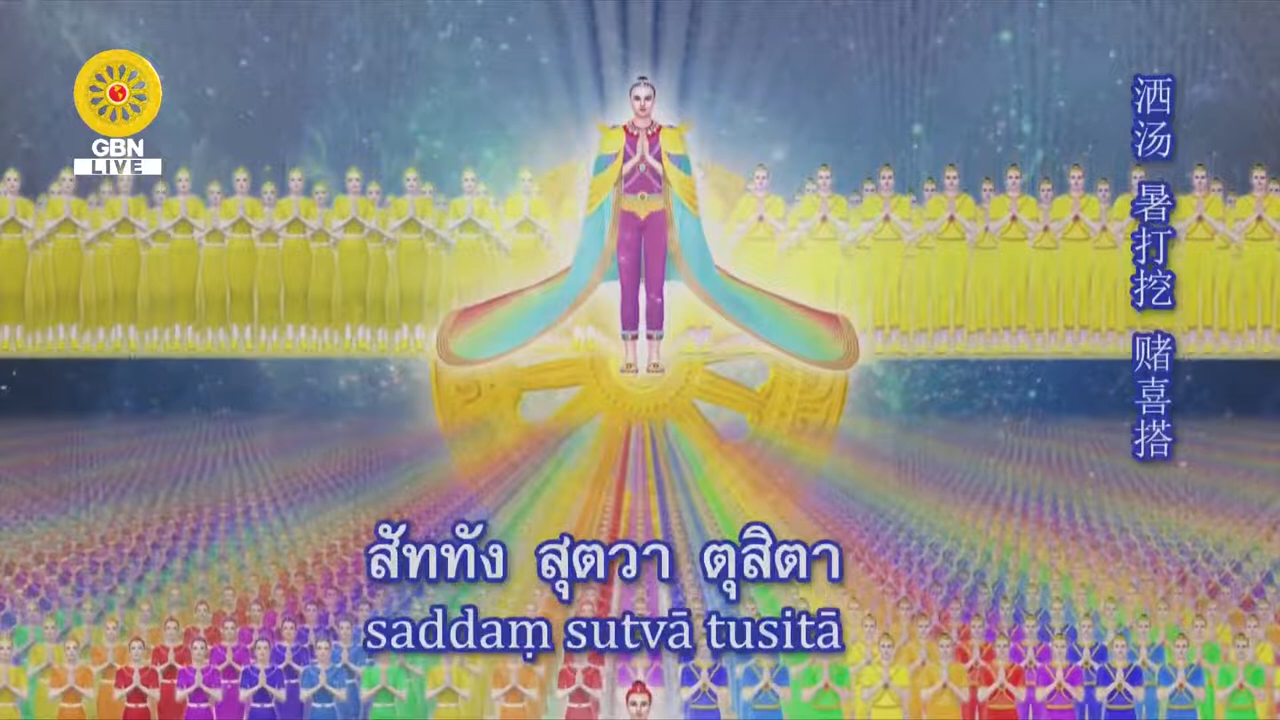 GBN
LIVE
洒汤 暑打挖 赌喜搭
สัททัง สุตวา ตุสิตา
saddaṃ sutvā tusitā